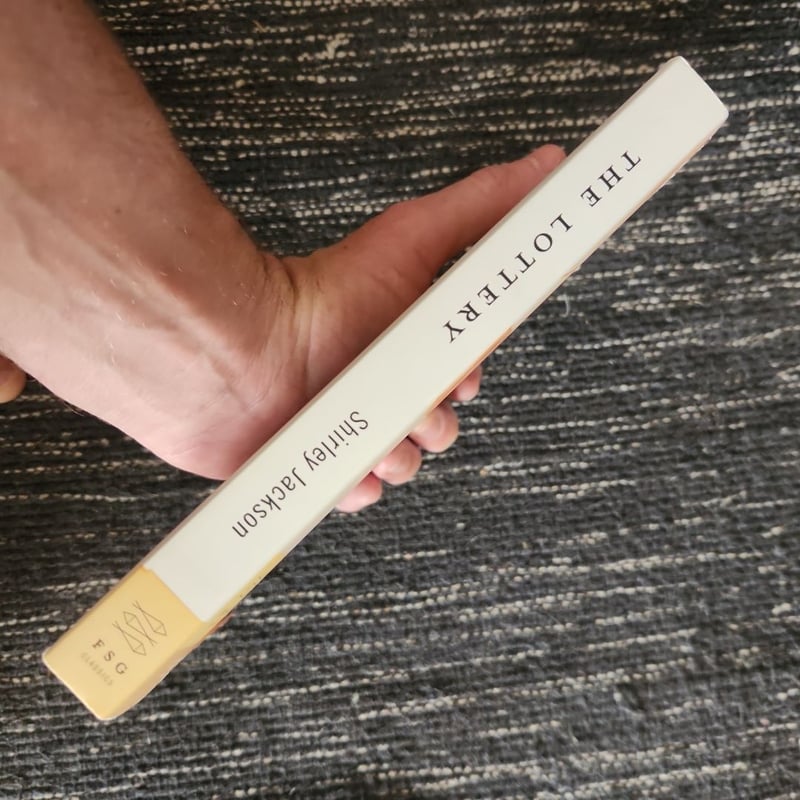 THE LOTTERY
Shirley Jackson
FSG
CLASSICS